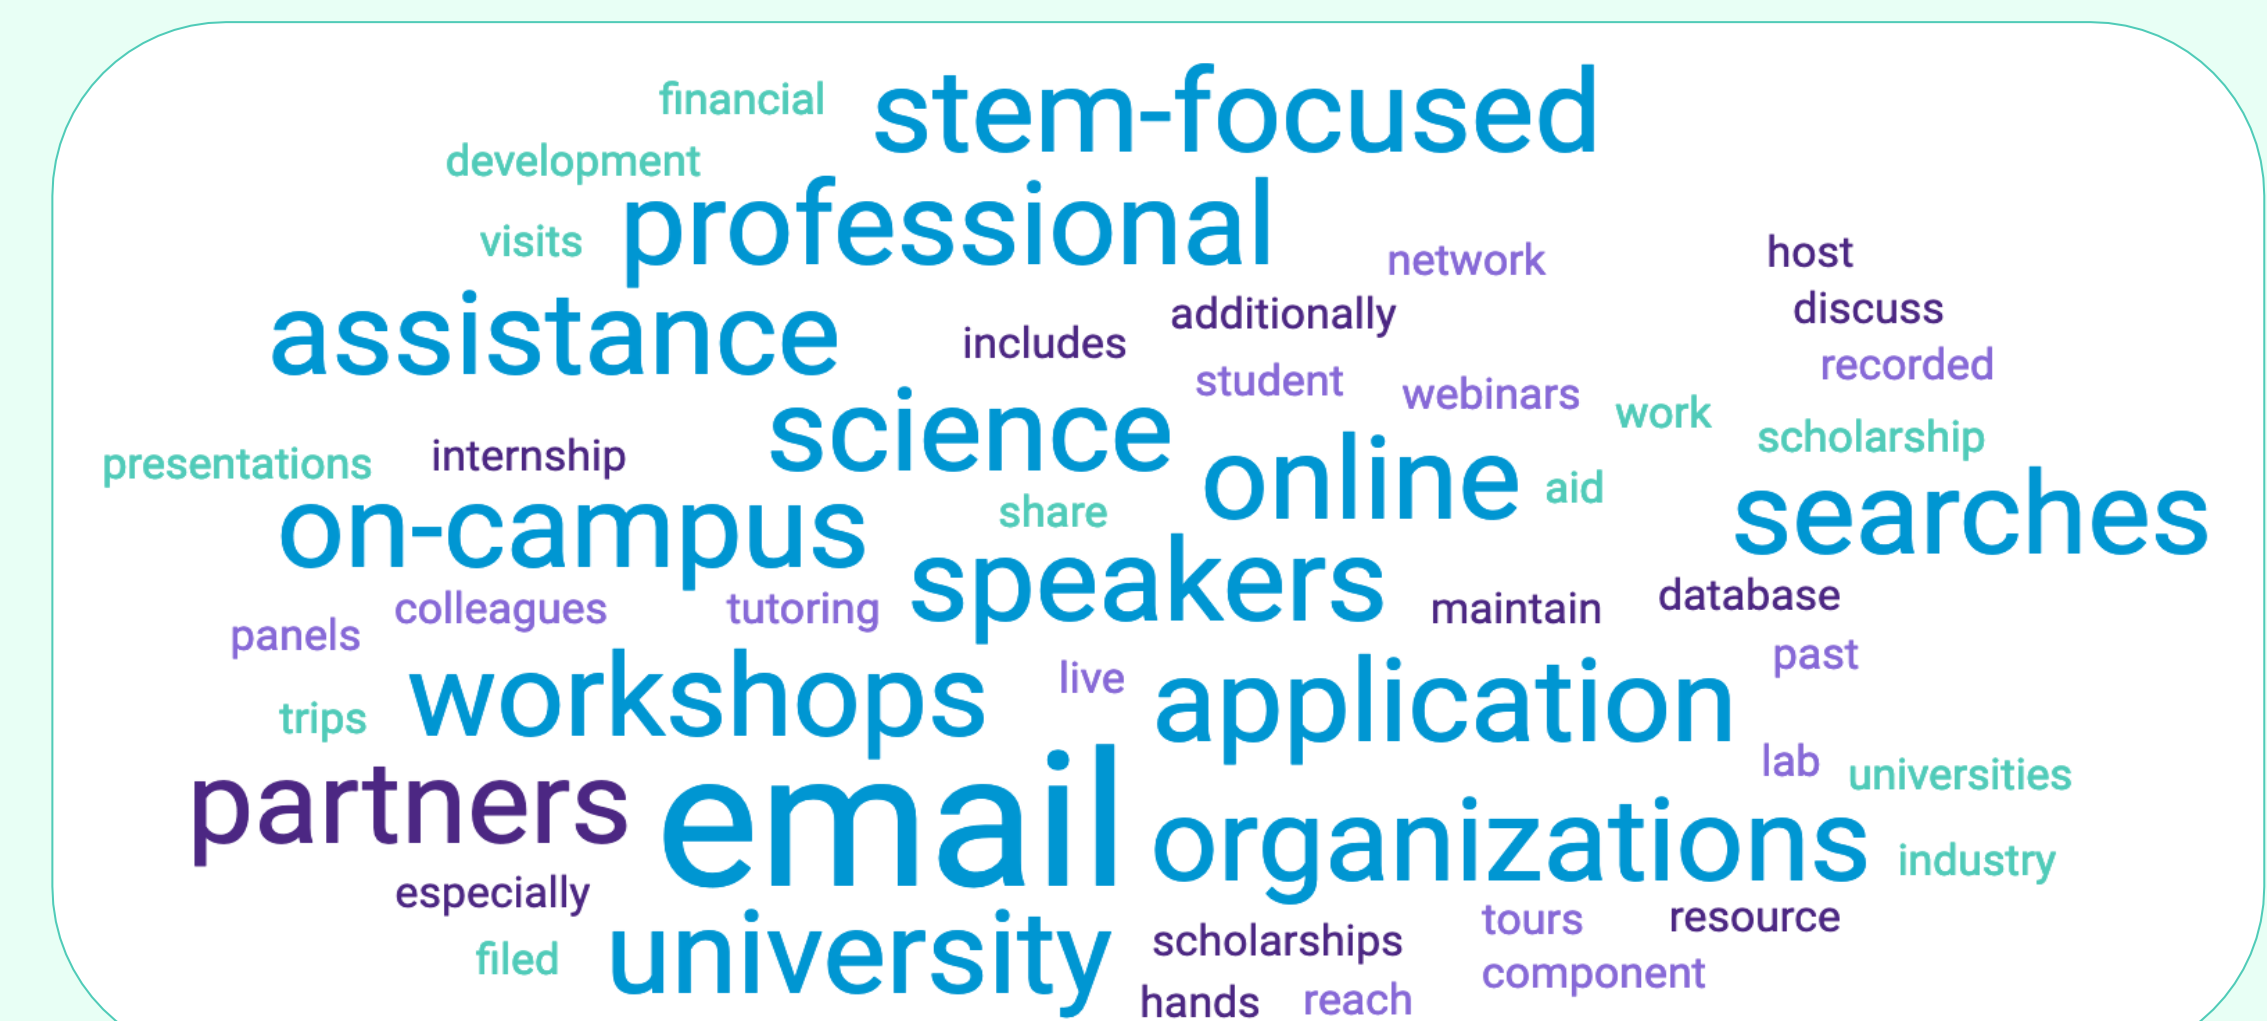 financial
stem-focused
development
professional
visits
network
host
assistance
includes
additionally
discuss
student
webinars
recorded
science
work
scholarship
presentations
internship
online
aid
searches
on-campus
share
speakers
maintain
database
panels
colleagues
tutoring
past
trips
workshops
live
application
lab
universities
partners
email
organizations
industry
especially
tours
resource
filed
university
scholarships
component
hands
reach